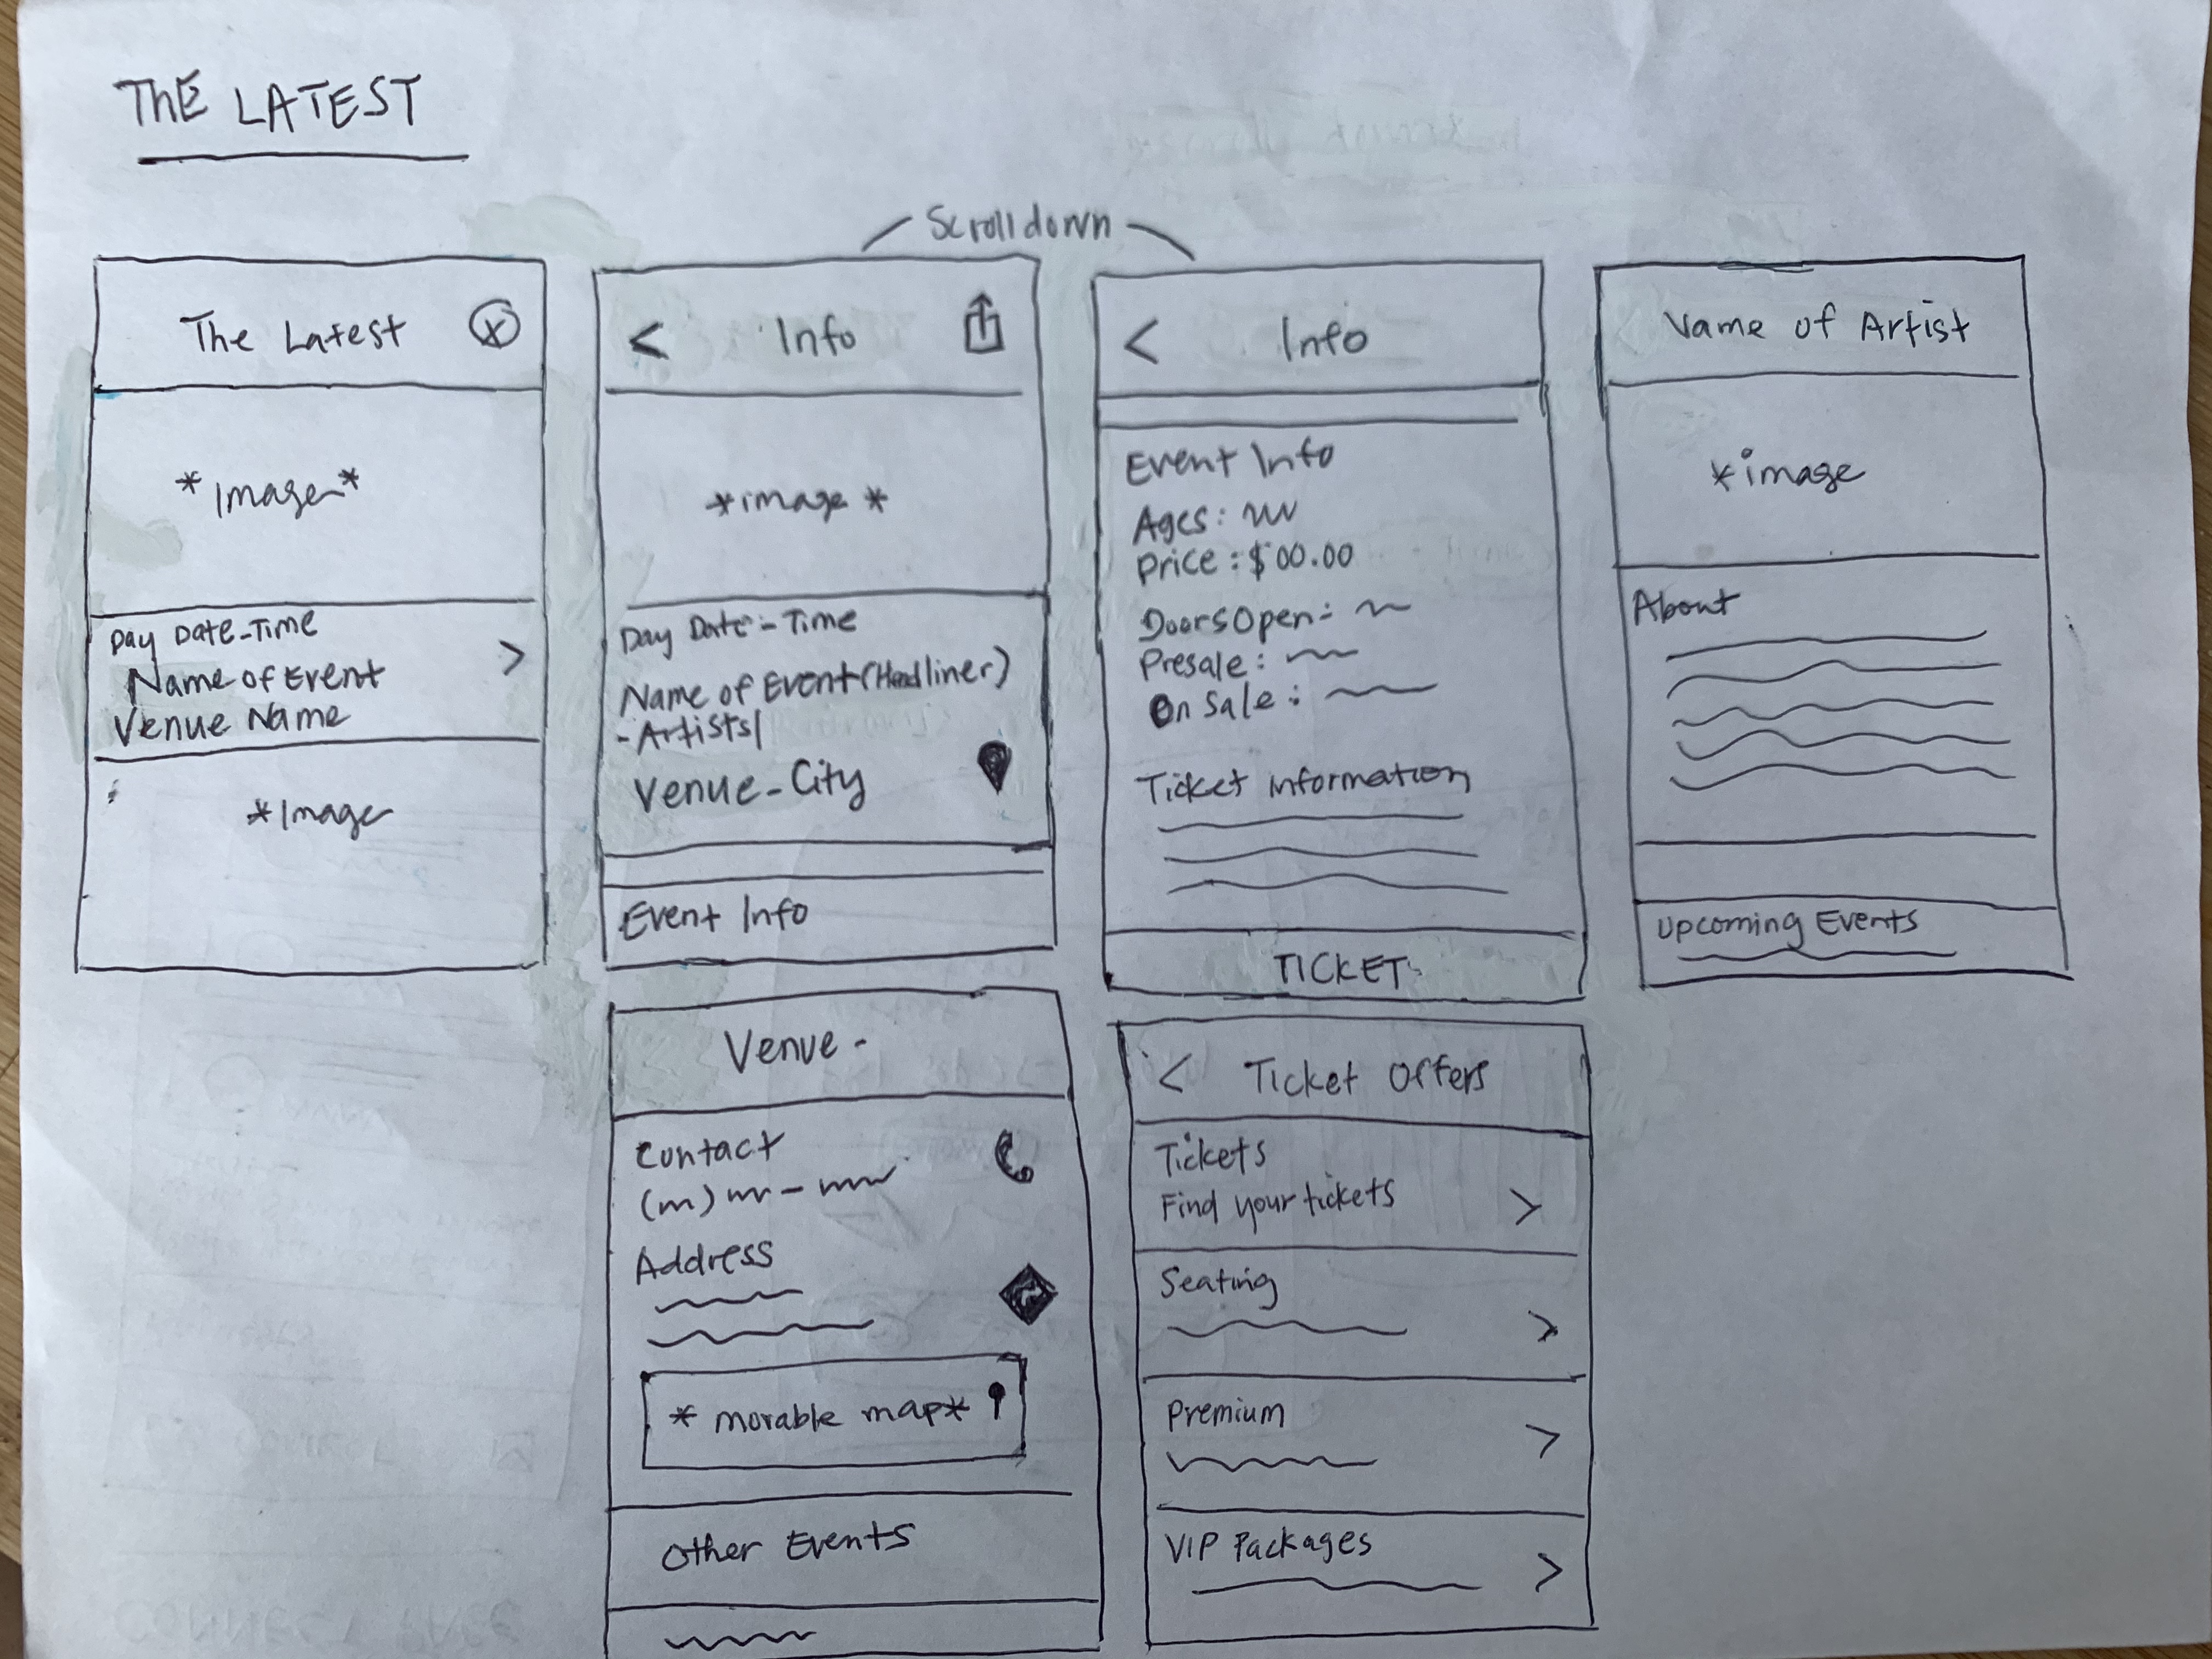 THE LATEST
Scrolldown
The Latest
X
*Image*
Day Date-Time
Name of Event
Venue Name
*Image
< Info
*image*
Day Date-Time
Name of Event(Headliner)
-Artists/
Venue-City
Event Info
< Info
Event Info
Ages:
Price: $00.00
Doors Open:
Presale:
On Sale:
Ticket information
TICKET
Name of Artist
*image
About
Upcoming Events
Venue -
Contact
Address
* movable map*
Other Events
< Ticket Offers
Tickets
Find your tickets >
Seating
>
Premium
>
VIP Packages
>